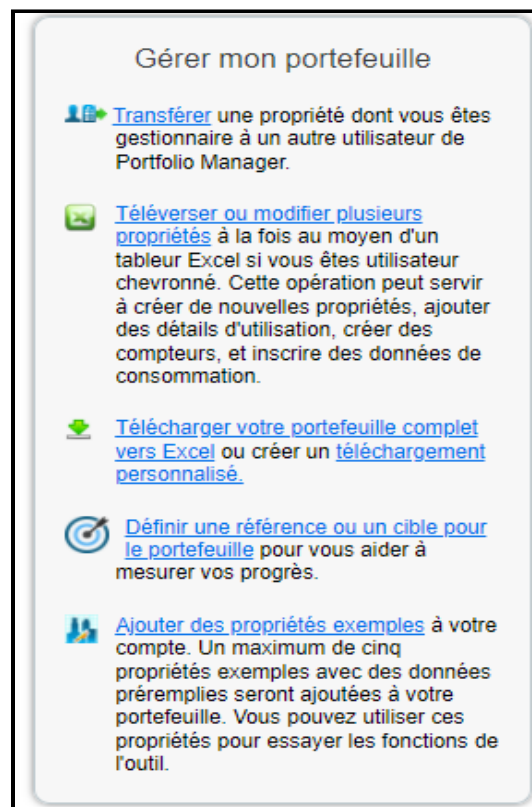 Gérer mon portefeuille
Transférer une propriété dont vous êtes
gestionnaire à un autre utilisateur de
Portfolio Manager.
Téléverser ou modifier plusieurs
propriétés à la fois au moyen d'un
tableur Excel si vous êtes utilisateur
chevronné. Cette opération peut servir
à créer de nouvelles propriétés, ajouter
des détails d'utilisation, créer des
compteurs, et inscrire des données de
consommation.
Télécharger votre portefeuille complet
vers Excel ou créer un téléchargement
personnalisé.
Définir une référence ou un cible pour
le portefeuille pour vous aider à
mesurer vos progrès.
Ajouter des propriétés exemples à votre
compte. Un maximum de cinq
propriétés exemples avec des données
préremplies seront ajoutées à votre
portefeuille. Vous pouvez utiliser ces
propriétés pour essayer les fonctions de
l'outil.